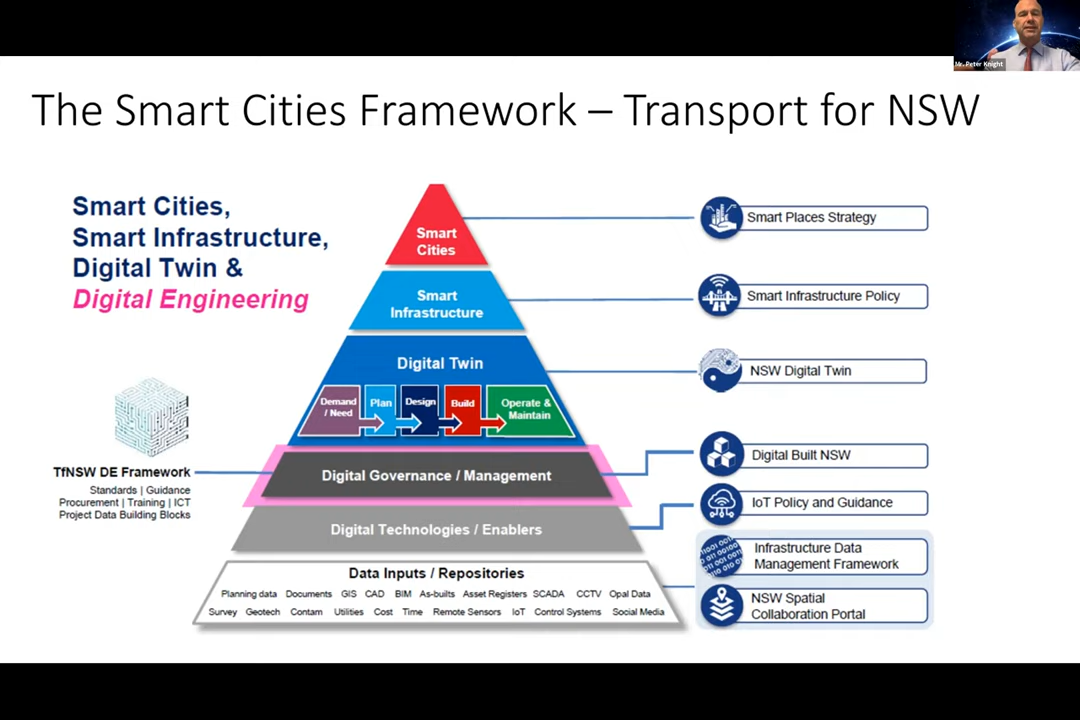 Mr. Peter Knight
The Smart Cities Framework – Transport for NSW
Smart Cities,
Smart Infrastructure,
Digital Twin &
Digital Engineering
TfNSW DE Framework
Standards | Guidance
Procurement | Training | ICT
Project Data Building Blocks
Smart
Cities
Smart
Infrastructure
Digital Twin
Demand
/ Need
Plan
Design
Build
Operate &
Maintain
Digital Governance / Management
Digital Technologies / Enablers
Data Inputs / Repositories
Planning data Documents GIS CAD BIM As-builts Asset Registers SCADA CCTV Opal Data
Survey Geotech Contam Utilities Cost Time Remote Sensors IoT Control Systems Social Media
Smart Places Strategy
Smart Infrastructure Policy
NSW Digital Twin
Digital Built NSW
IoT Policy and Guidance
Infrastructure Data
Management Framework
NSW Spatial
Collaboration Portal